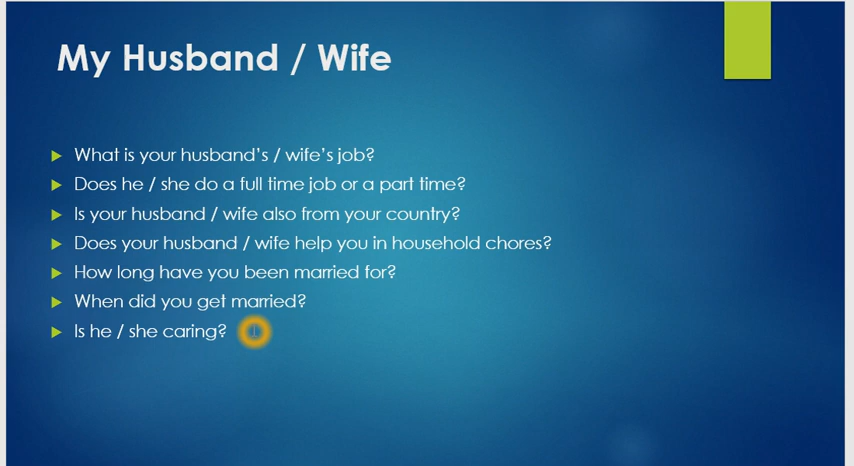 My Husband / Wife
What is your husband's / wife's job?
Does he / she do a full time job or a part time?
Is your husband / wife also from your country?
Does your husband / wife help you in household chores?
How long have you been married for?
When did you get married?
Is he / she caring?